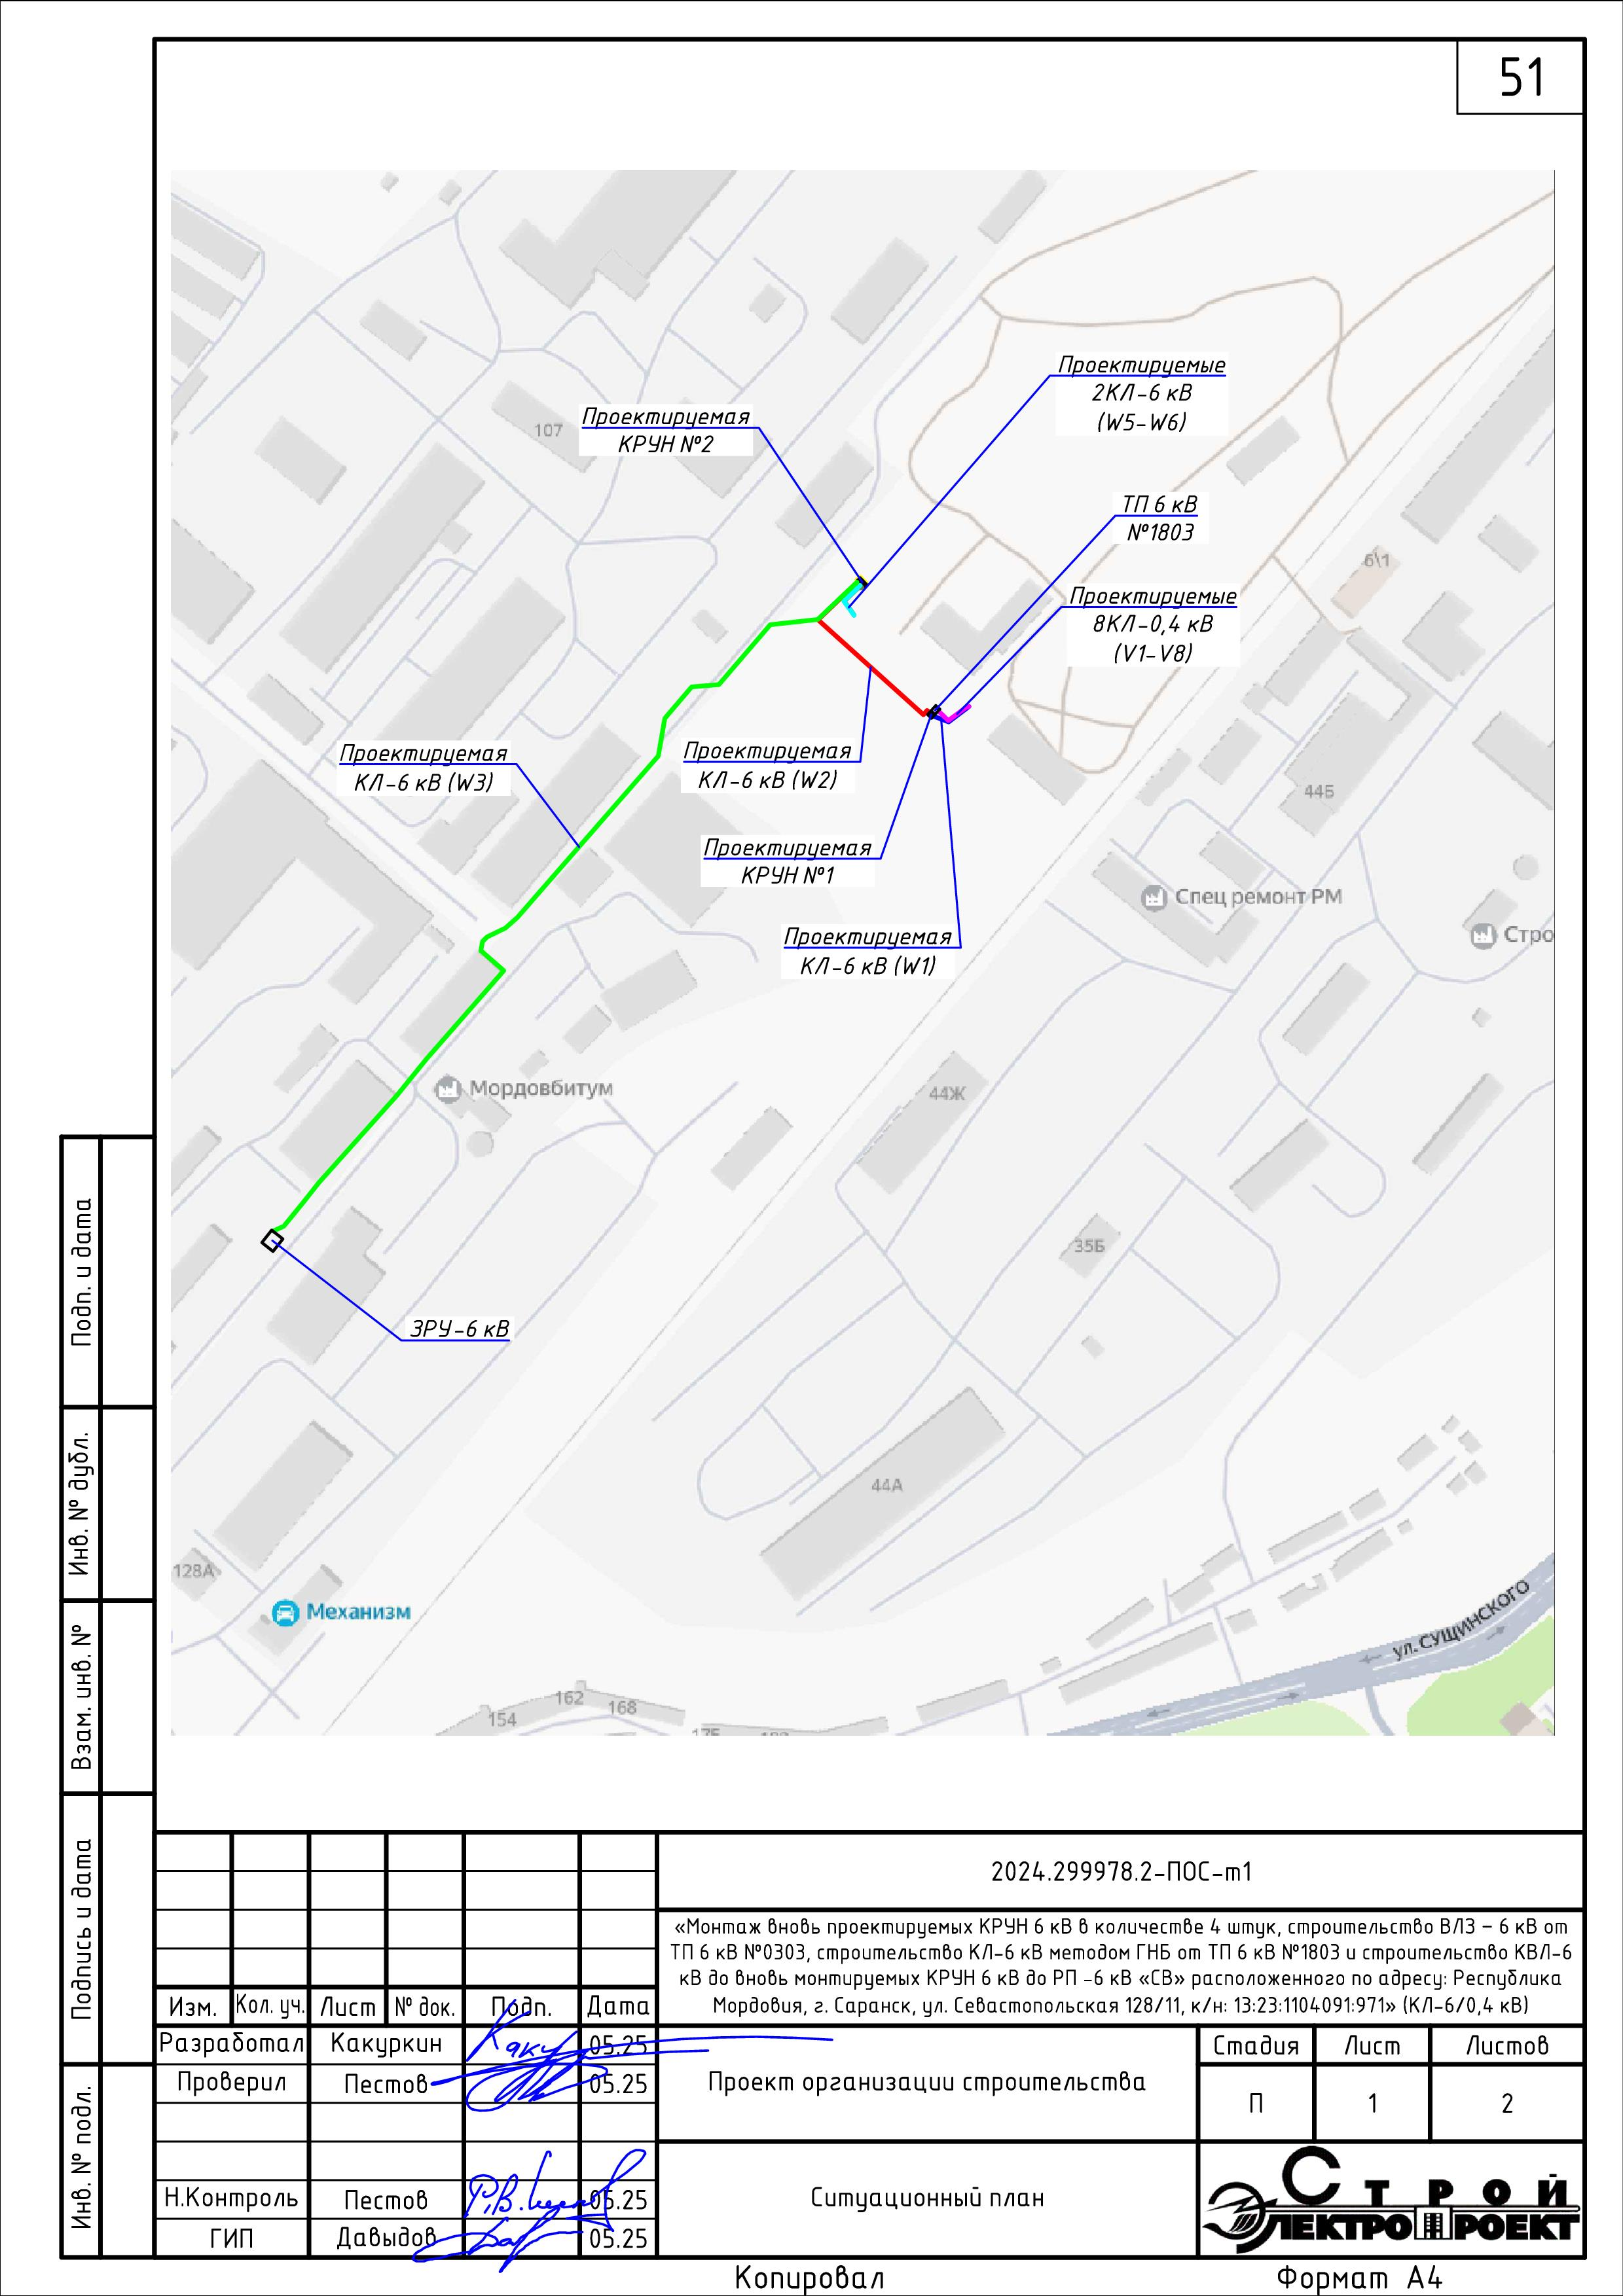 51
Проектируемые
2КЛ-6 кВ
(W5-W6)
Проектируемая
КРУН №2
107
ТП 6 кВ
№1803
б\1
Проектируемые
8КЛ-0,4 кВ
(V1-V8)
Проектируемая
КЛ-6 кВ (W3)
Проектируемая
КЛ-6 кВ (W2)
44Б
Проектируемая
КРУН №1
Спец ремонт РМ
Стро
Проектируемая
КЛ-6 кВ (W1)
Мордовбитум
44Ж
35Б
ЗРУ-6 кВ
44А
128А
Механизм
ул. СУЩИНСКОГО
154
162
168
Подп. и дата
Инв. № дубл.
Взам. инв. №
Подпись и дата
Инв. № подл.
2024.299978.2-ПОС-т1
«Монтаж вновь проектируемых КРУН 6 кВ в количестве 4 штук, строительство ВЛЗ – 6 кВ от
ТП 6 кВ №0303, строительство КЛ-6 кВ методом ГНБ от ТП 6 кВ №1803 и строительство КВЛ-6
кВ до вновь монтируемых КРУН 6 кВ до РП -6 кВ «СВ» расположенного по адресу: Республика
Мордовия, г. Саранск, ул. Севастопольская 128/11, к/н: 13:23:1104091:971» (КЛ-6/0,4 кВ)
Изм. Кол. уч. Лист № док. Подп. Дата
Разработал Какуркин 05.25
Проверил Пестов 05.25
Н.Контроль Пестов 05.25
ГИП Давыдов 05.25
Проект организации строительства
Стадия Лист Листов
П 1 2
Ситуационный план
СТРОЙ
ЭЛЕКТРОПРОЕКТ
Копировал
Формат А4